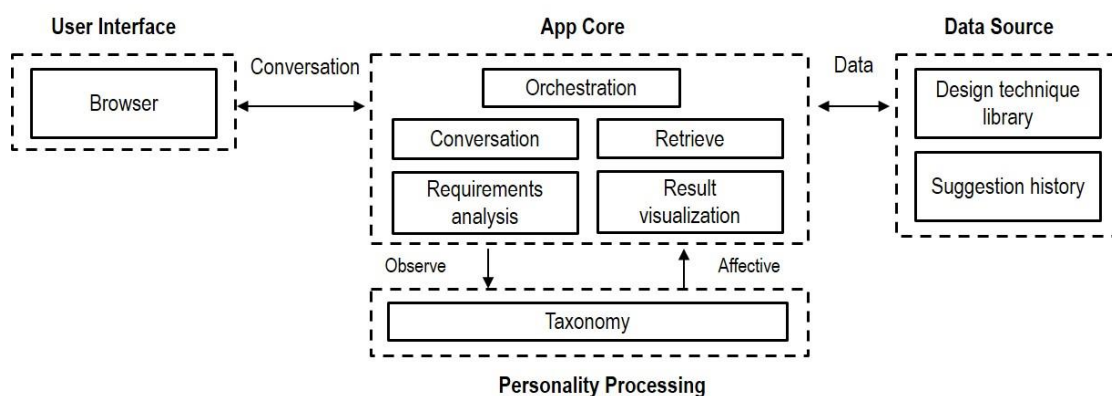 User Interface
App Core
Data Source
Conversation
Data
Browser
Orchestration
Conversation
Retrieve
Requirements
analysis
Result
visualization
Design technique
library
Suggestion history
Observe
Affective
Taxonomy
Personality Processing